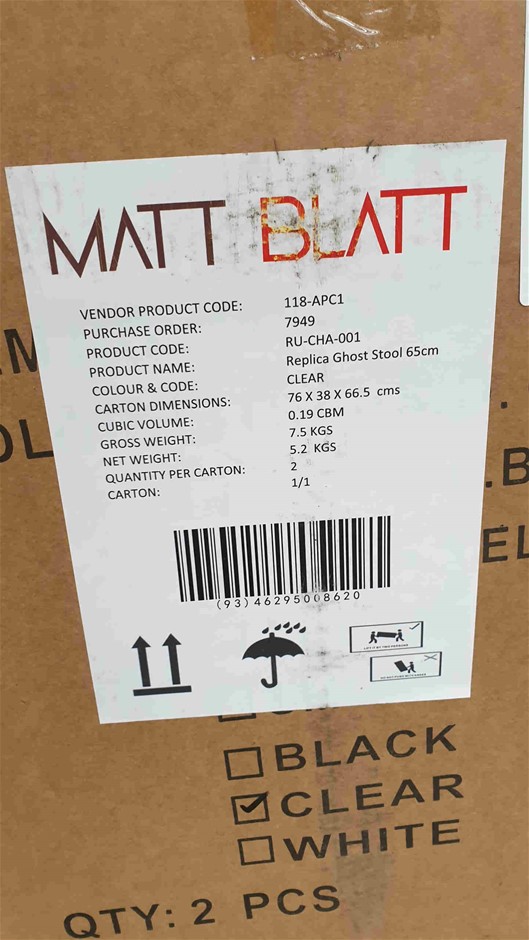 MATT BLATT
VENDOR PRODUCT CODE: 118-APC1
PURCHASE ORDER: 7949
PRODUCT CODE: RU-CHA-001
PRODUCT NAME: Replica Ghost Stool 65cm
COLOUR & CODE: CLEAR
CARTON DIMENSIONS: 76 X 38 X 66.5 cms
CUBIC VOLUME: 0.19 CBM
GROSS WEIGHT: 7.5 KGS
NET WEIGHT: 5.2 KGS
QUANTITY PER CARTON: 2
CARTON: 1/1
(93)46295008620
BLACK
CLEAR
WHITE
QTY: 2 PCS